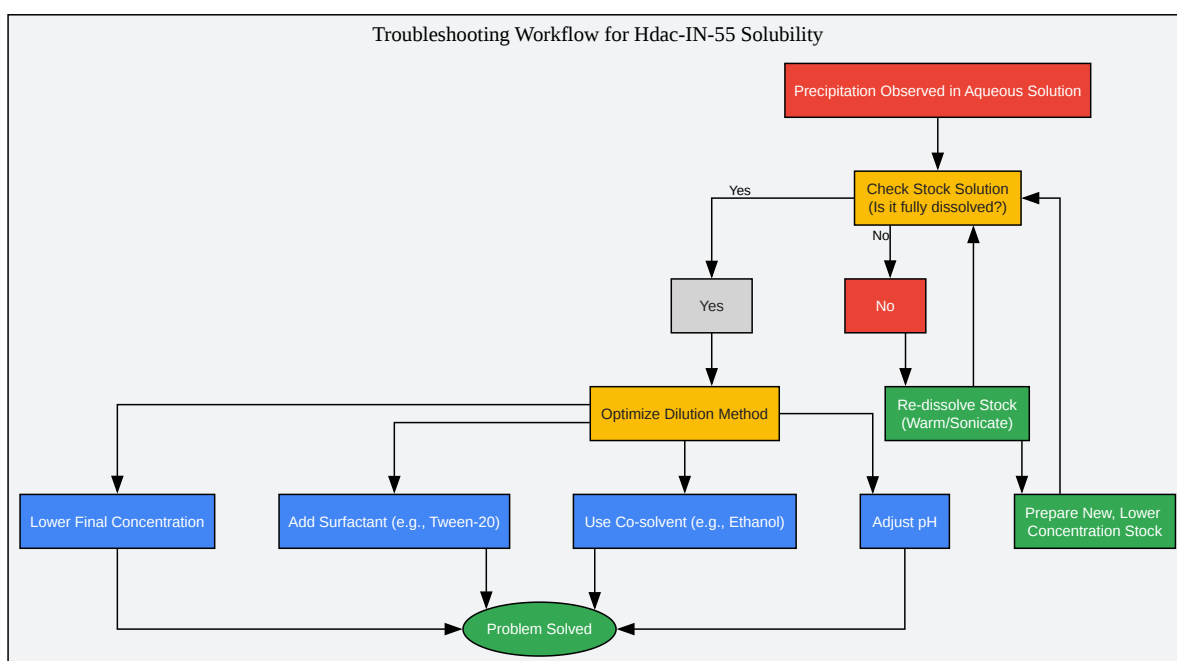 Troubleshooting Workflow for Hdac-IN-55 Solubility
Precipitation Observed in Aqueous Solution
Check Stock Solution
(Is it fully dissolved?)
Yes
No
Yes
No
Optimize Dilution Method
Re-dissolve Stock
(Warm/Sonicate)
Lower Final Concentration
Add Surfactant (e.g., Tween-20)
Use Co-solvent (e.g., Ethanol)
Adjust pH
Prepare New, Lower
Concentration Stock
Problem Solved